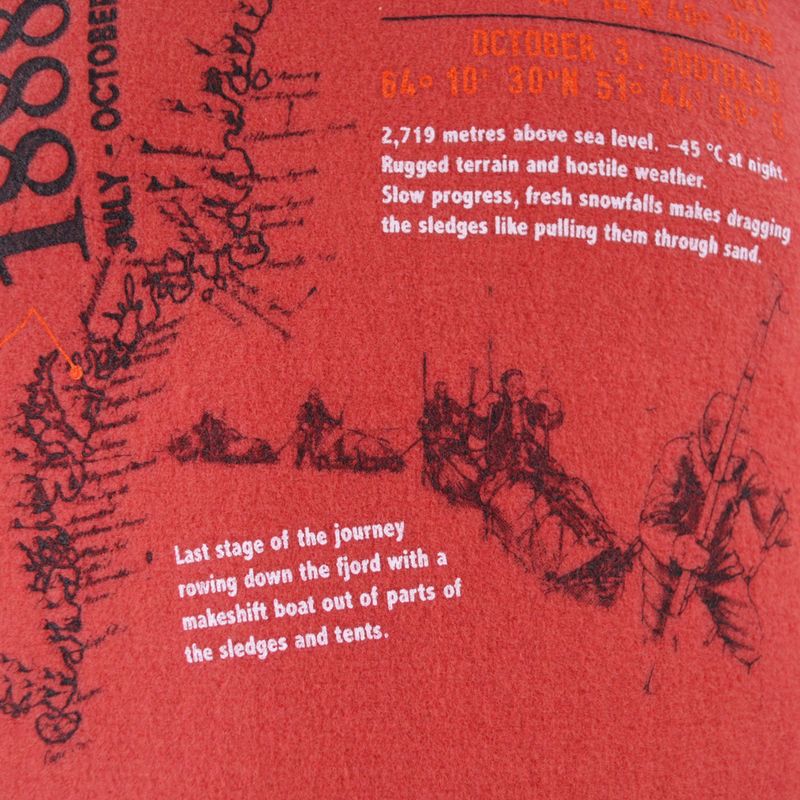 1888
JULY - OCTOBER
OCTOBER 3. SOUTH
64° 10' 30"N 51° 44' 00"
2,719 metres above sea level. –45 °C at night.
Rugged terrain and hostile weather.
Slow progress, fresh snowfalls makes dragging
the sledges like pulling them through sand.
Last stage of the journey
rowing down the fjord with a
makeshift boat out of parts of
the sledges and tents.